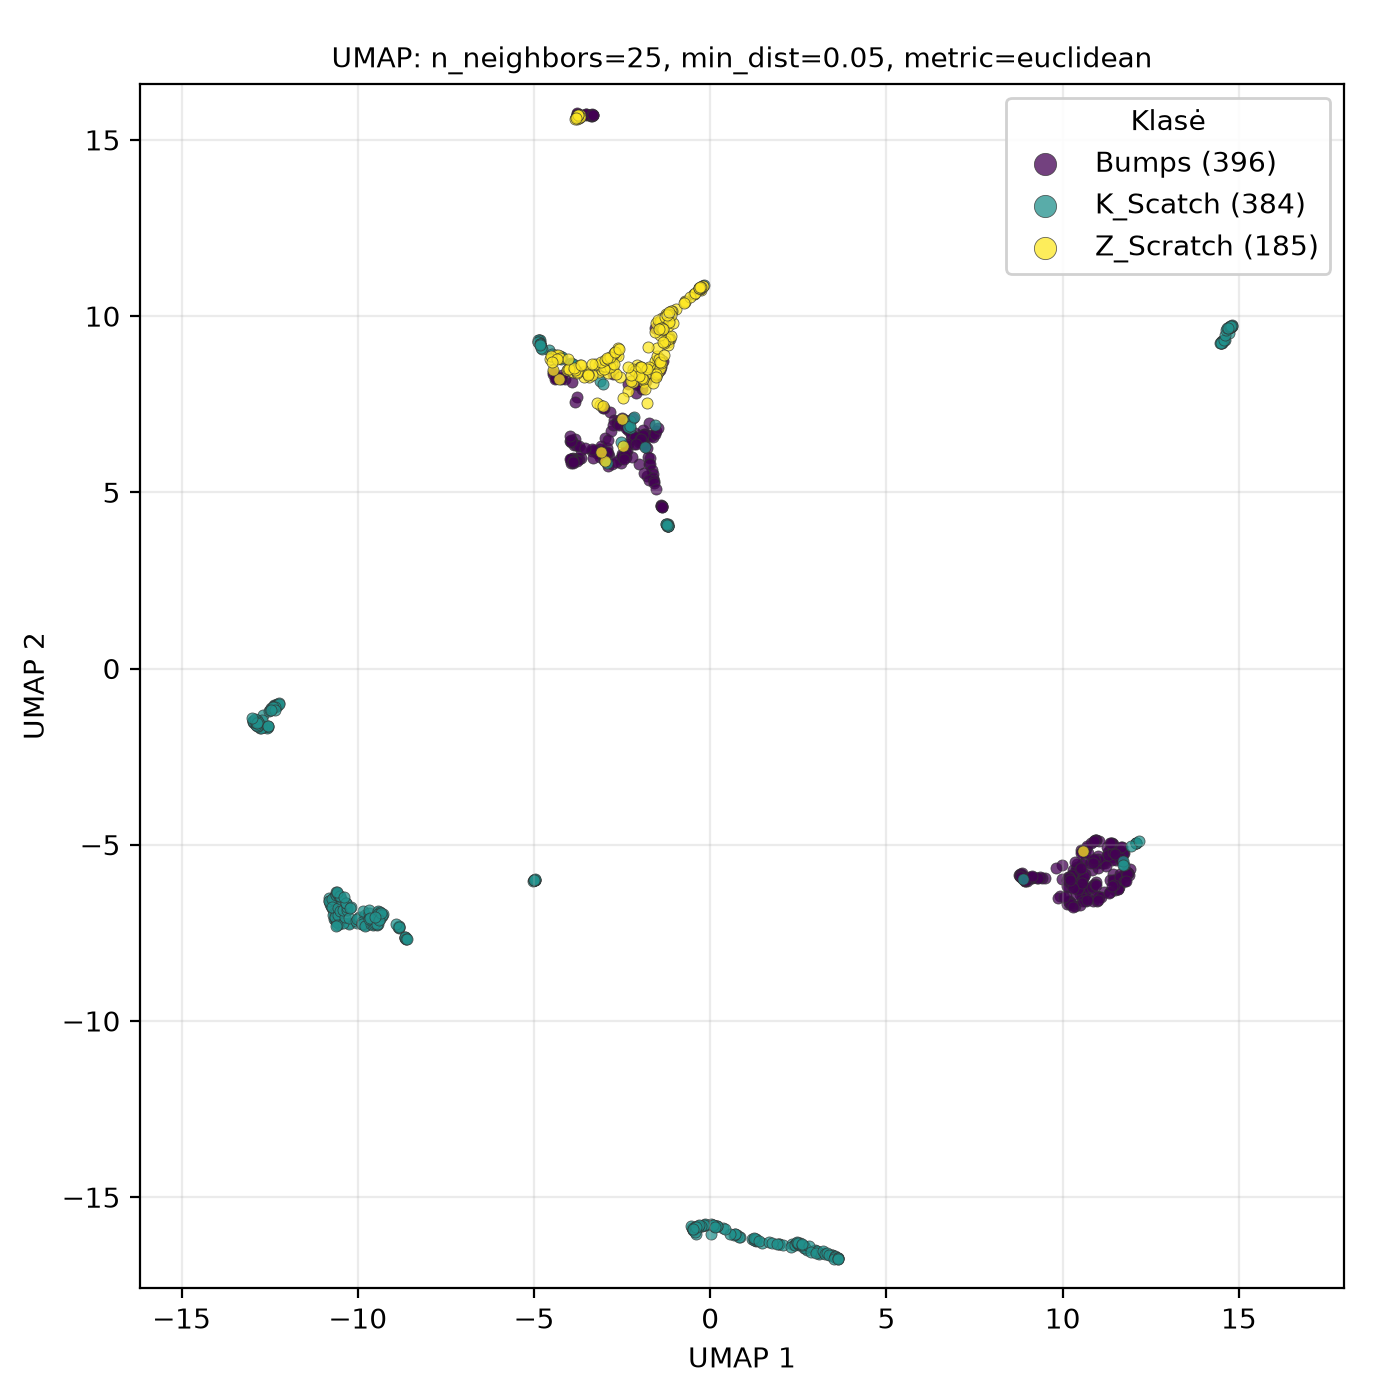 UMAP: n_neighbors=25, min_dist=0.05, metric=euclidean
Klasė
Bumps (396)
K_Scatch (384)
Z_Scratch (185)
15
10
5
0
−5
−10
−15
UMAP 2
−15 −10 −5 0 5 10 15
UMAP 1